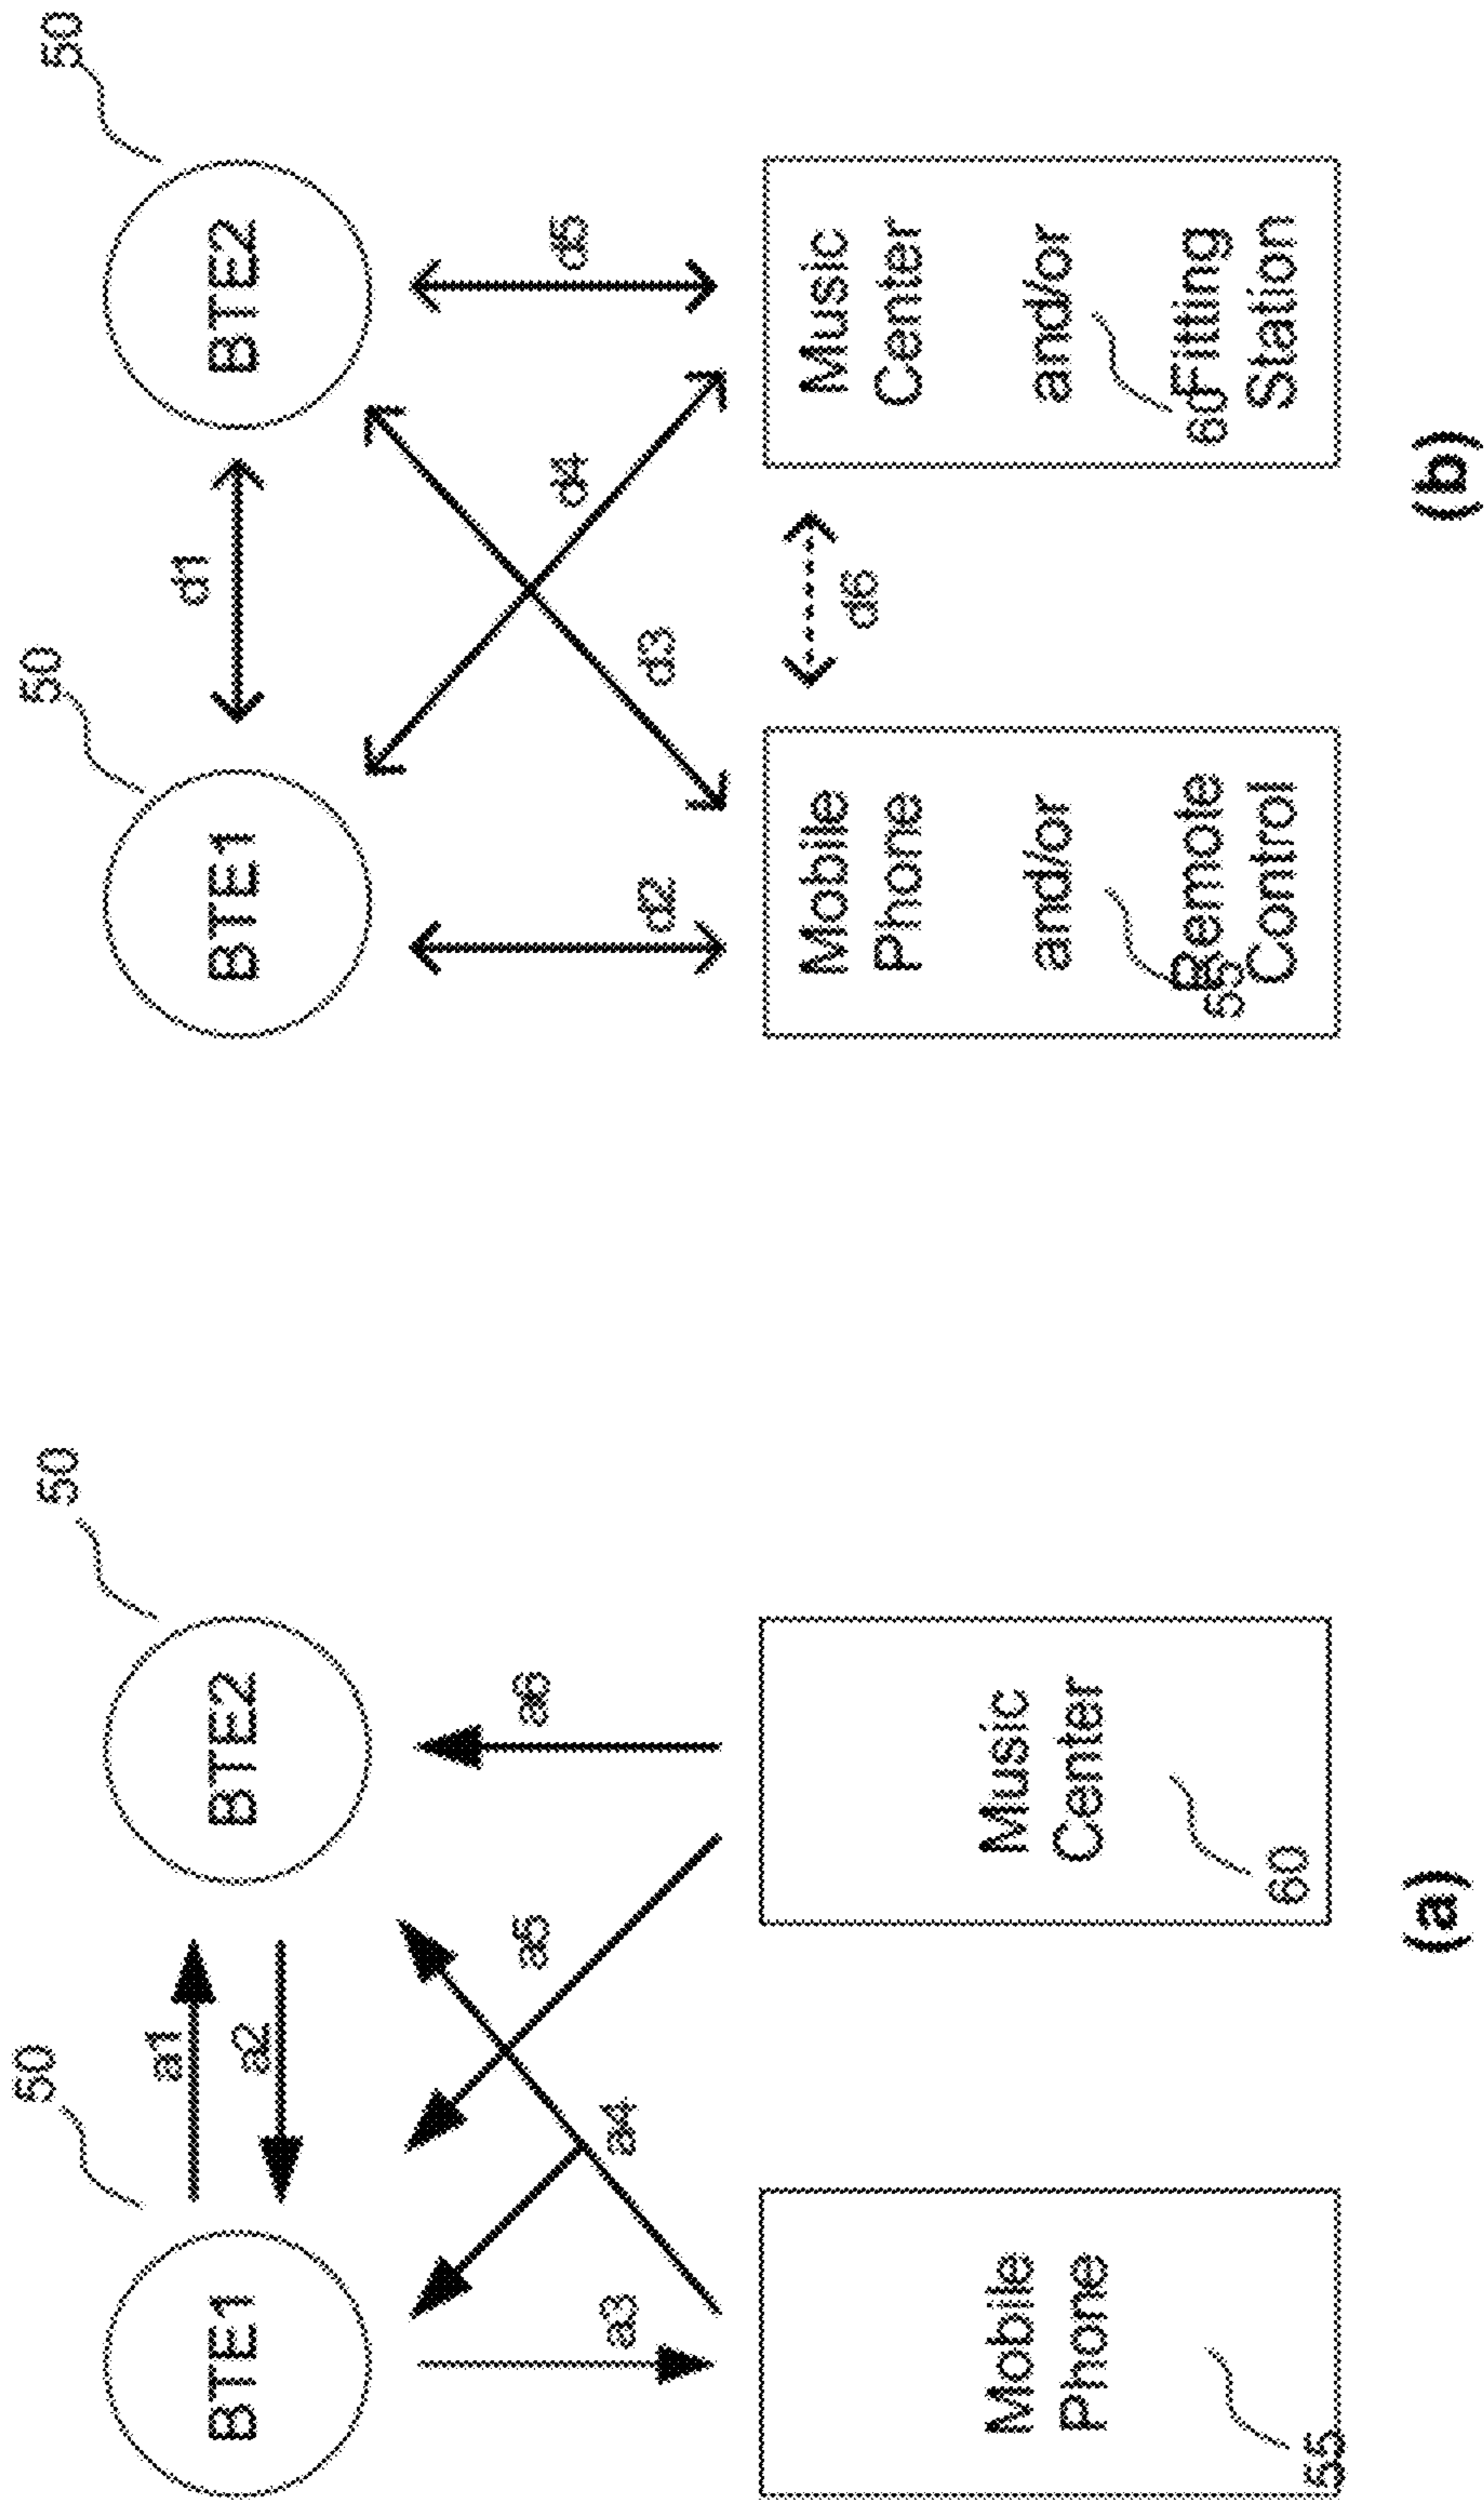 50
50
BTE1
BTE2
a1
a2
a3
a4
a5
a6
Mobile
Phone
55
Music
Center
60
(a)
50
50
BTE1
BTE2
d1
d2
d3
d4
d5
d6
Mobile
Phone
and/or
Remote
Control
55
Music
Center
and/or
Fitting
Station
60
(b)